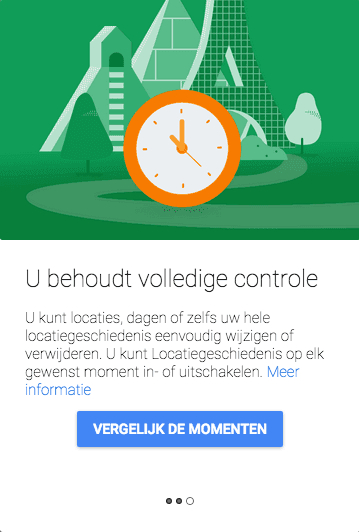 U behoudt volledige controle
U kunt locaties, dagen of zelfs uw hele
locatiegeschiedenis eenvoudig wijzigen of
verwijderen. U kunt Locatiegeschiedenis op elk
gewenst moment in- of uitschakelen. Meer
informatie
VERGELIJK DE MOMENTEN